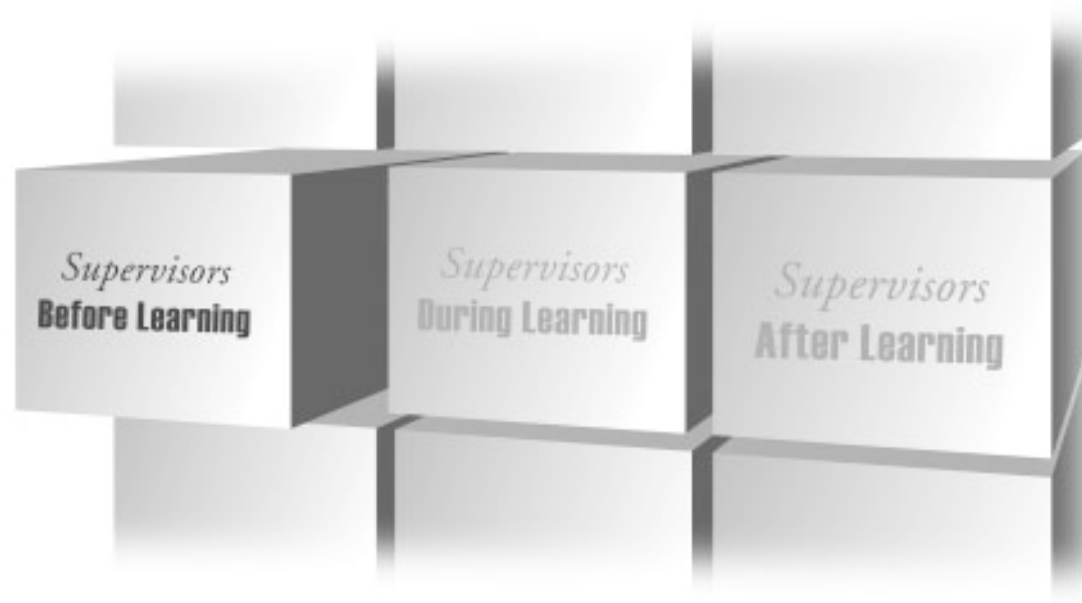 Supervisors
Before Learning
Supervisors
During Learning
Supervisors
After Learning